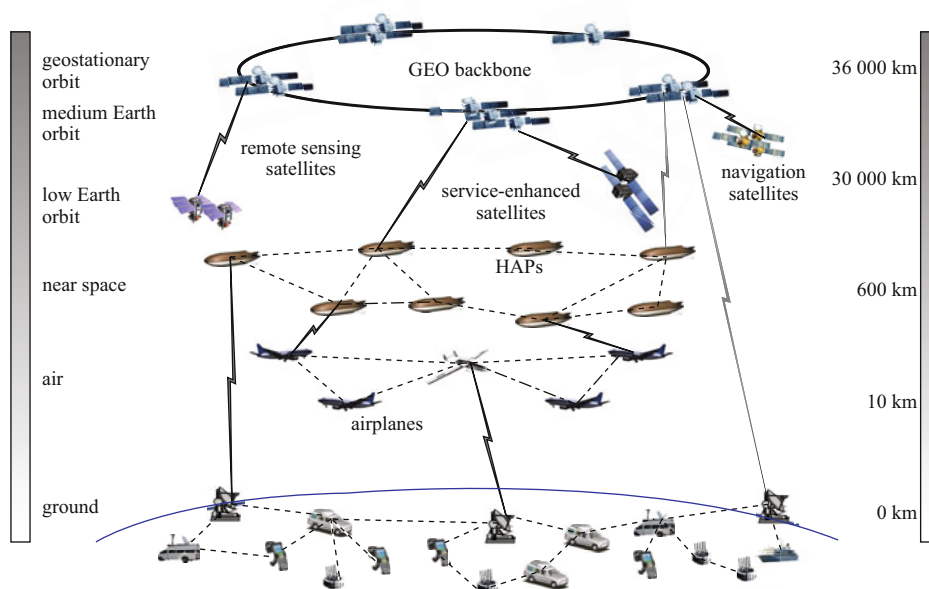 geostationary
orbit
GEO backbone
36 000 km
medium Earth
orbit
remote sensing
satellites
navigation
satellites
30 000 km
low Earth
orbit
service-enhanced
satellites
HAPs
near space
600 km
air
airplanes
10 km
ground
0 km